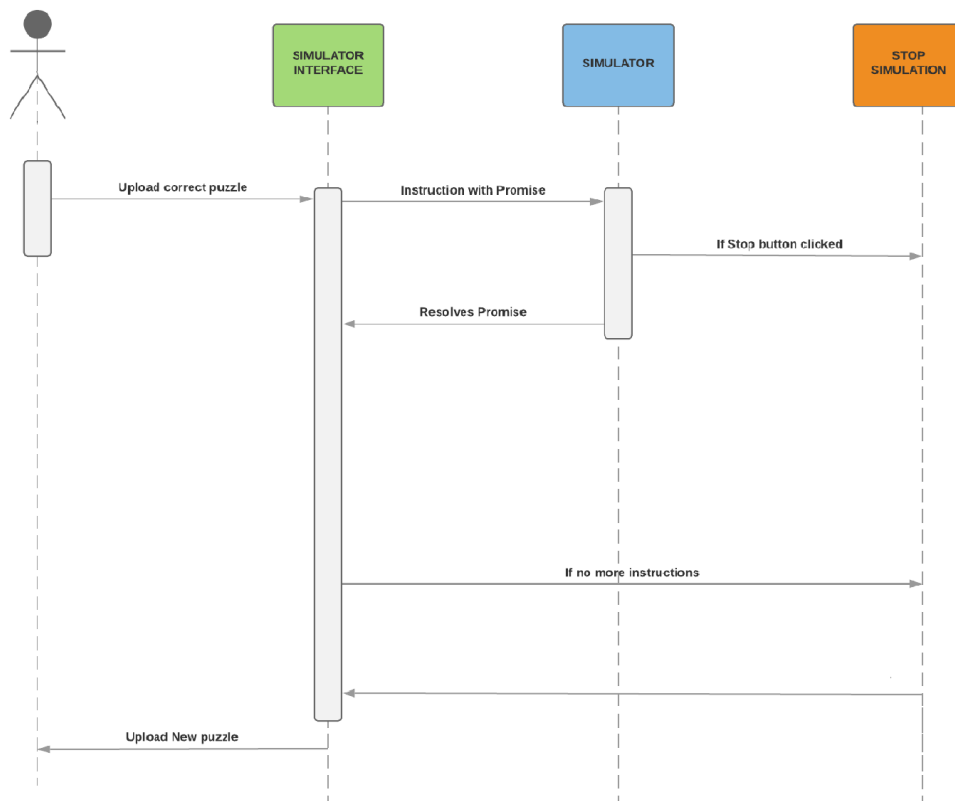 SIMULATOR
INTERFACE
SIMULATOR
STOP
SIMULATION
Upload correct puzzle
Instruction with Promise
If Stop button clicked
Resolves Promise
If no more instructions
Upload New puzzle